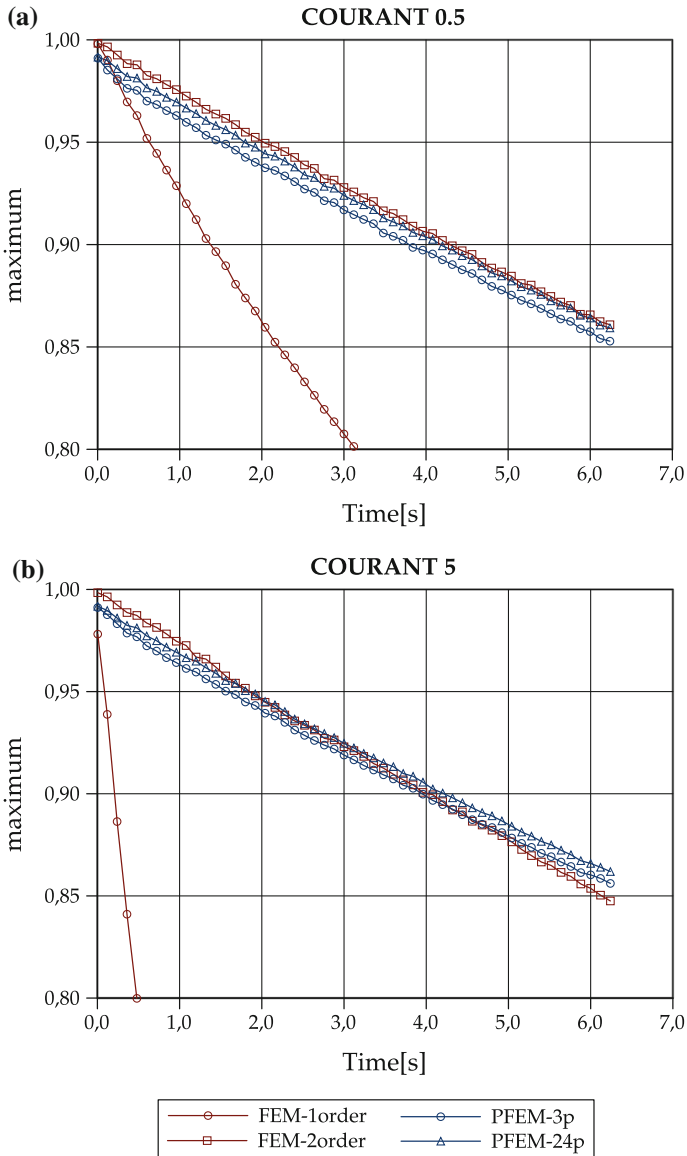 (a)
COURANT 0.5
1,00
0,95
0,90
0,85
0,80
maximum
0,0 1,0 2,0 3,0 4,0 5,0 6,0 7,0
Time[s]
(b)
COURANT 5
1,00
0,95
0,90
0,85
0,80
maximum
0,0 1,0 2,0 3,0 4,0 5,0 6,0 7,0
Time[s]
FEM-1order PFEM-3p
FEM-2order PFEM-24p